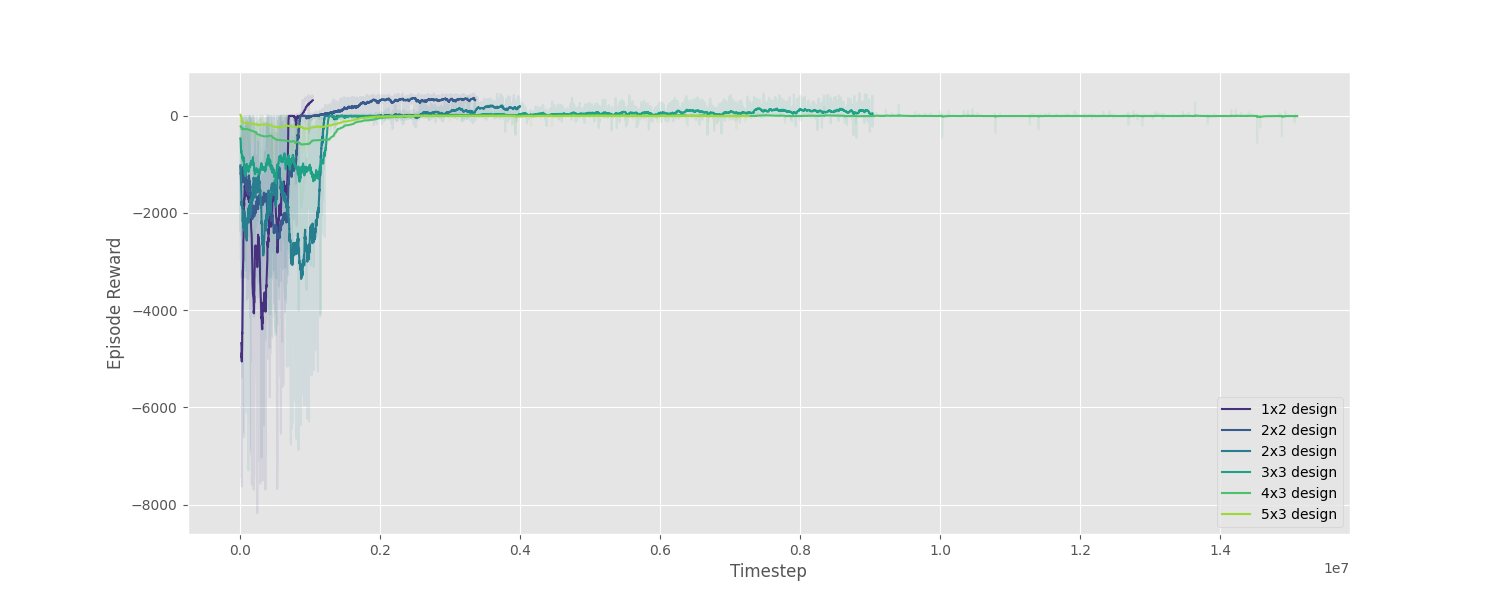 0
−2000
−4000
−6000
−8000
Episode Reward
0.0
0.2
0.4
0.6
0.8
1.0
1.2
1.4
1e7
Timestep
1x2 design
2x2 design
2x3 design
3x3 design
4x3 design
5x3 design